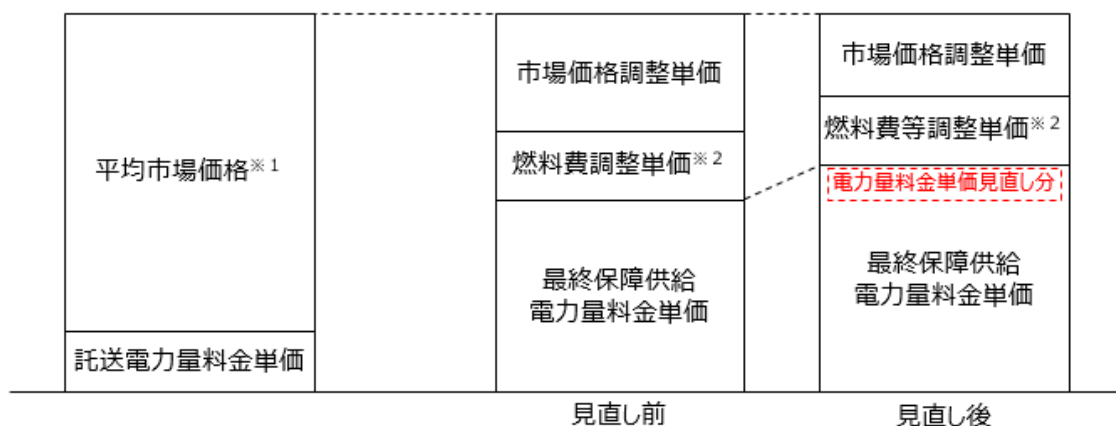 平均市場価格※1
託送電力量料金単価
市場価格調整単価
燃料費調整単価※2
最終保障供給
電力量料金単価
見直し前
市場価格調整単価
燃料費等調整単価※2
電力量料金単価見直し分
最終保障供給
電力量料金単価
見直し後